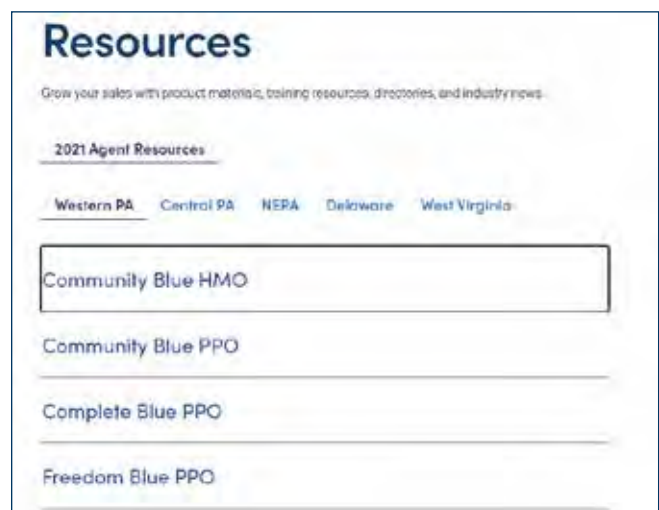 Resources
Grow your sales with product materials, training resources, directories, and industry news.
2021 Agent Resources
Western PA Central PA NEPA Delaware West Virginia
Community Blue HMO
Community Blue PPO
Complete Blue PPO
Freedom Blue PPO